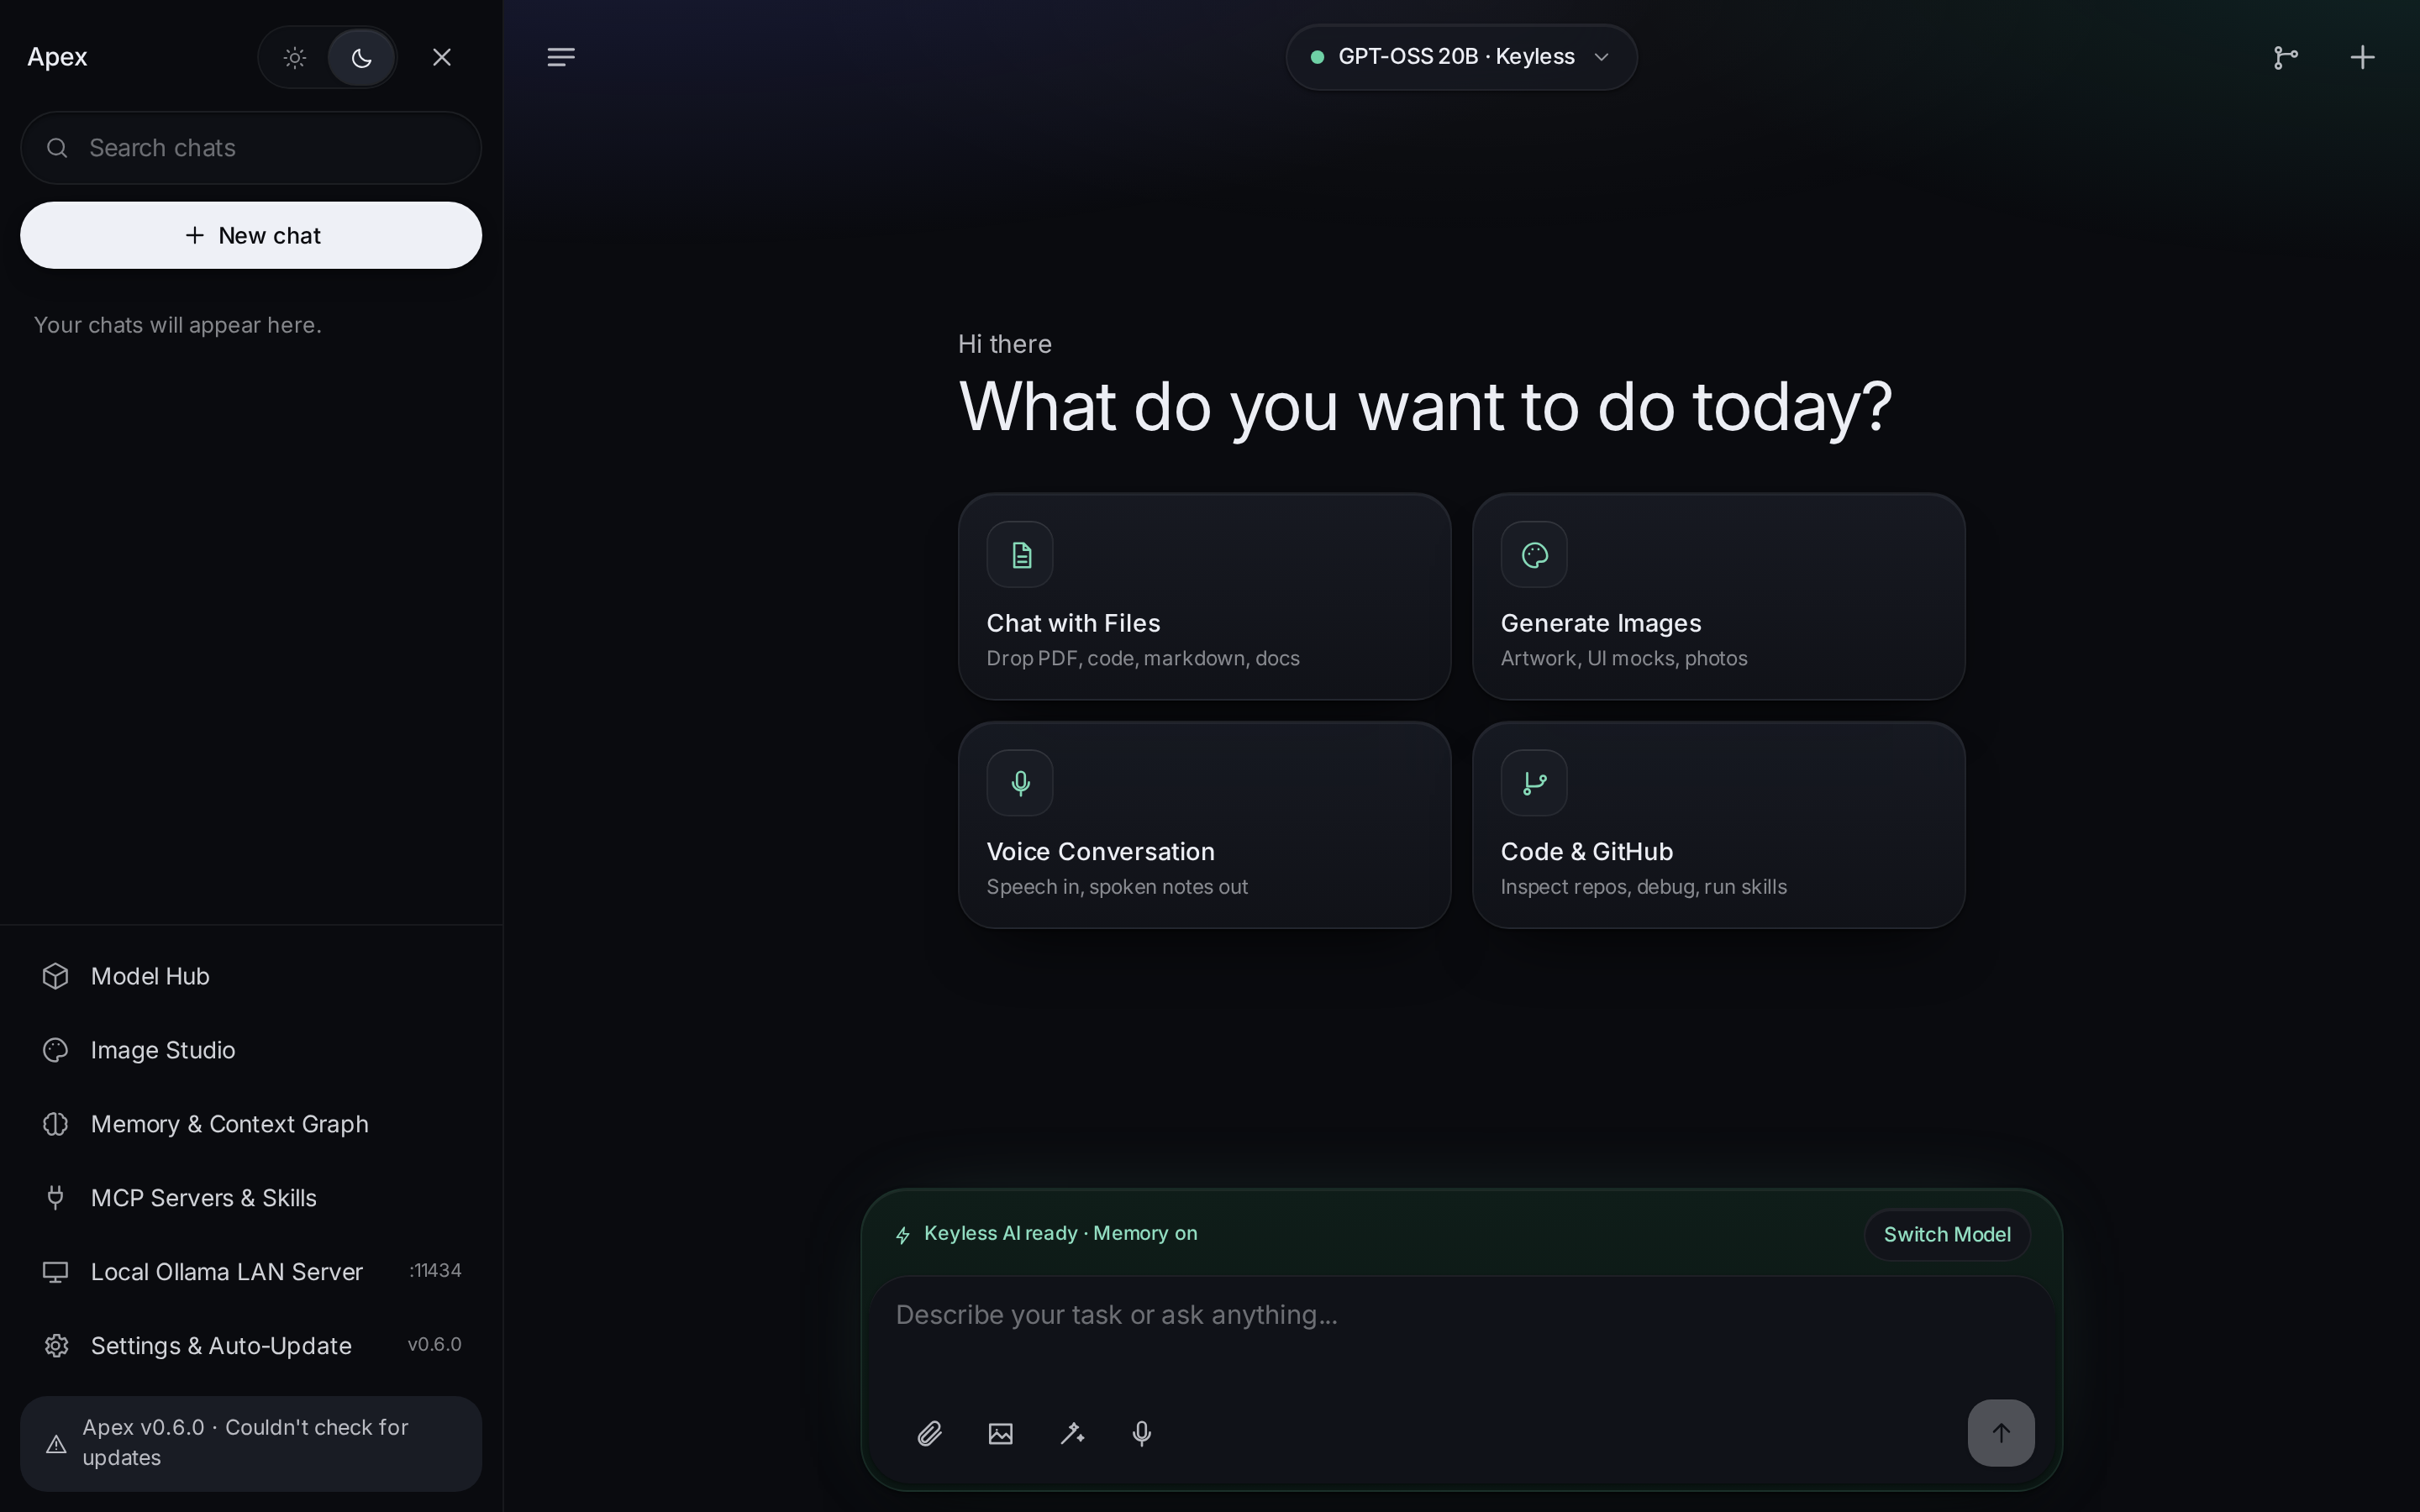 Apex
Search chats
New chat
Your chats will appear here.
Model Hub
Image Studio
Memory & Context Graph
MCP Servers & Skills
Local Ollama LAN Server :11434
Settings & Auto-Update v0.6.0
Apex v0.6.0 · Couldn't check for
updates
GPT-OSS 20B · Keyless
Hi there
What do you want to do today?
Chat with Files
Drop PDF, code, markdown, docs
Generate Images
Artwork, UI mocks, photos
Voice Conversation
Speech in, spoken notes out
Code & GitHub
Inspect repos, debug, run skills
Keyless AI ready · Memory on
Switch Model
Describe your task or ask anything...